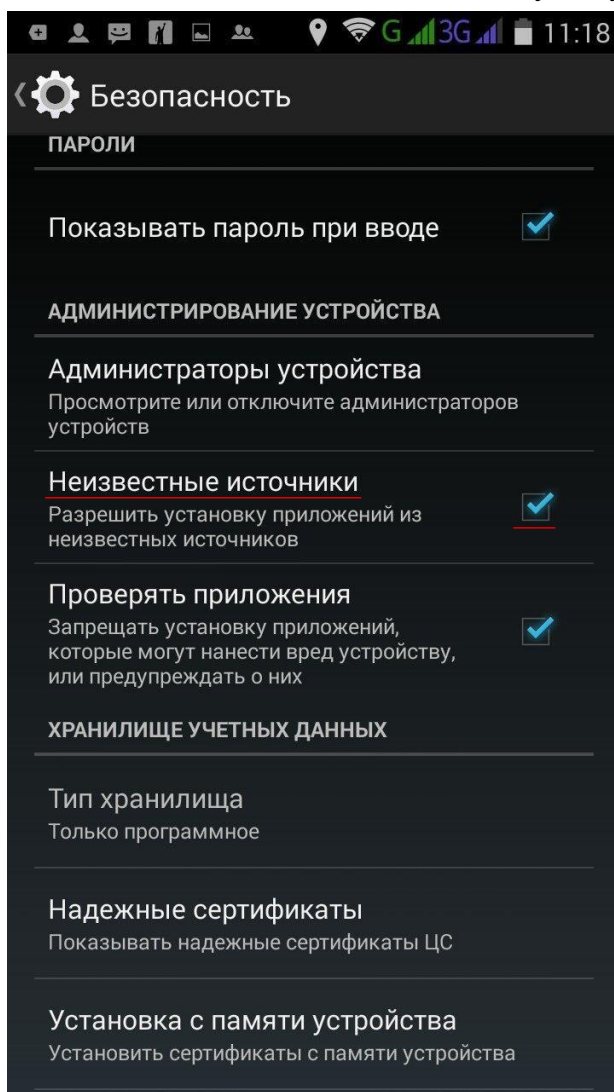 G 3G 11:18
Безопасность
ПАРОЛИ
Показывать пароль при вводе
АДМИНИСТРИРОВАНИЕ УСТРОЙСТВА
Администраторы устройства
Просмотрите или отключите администраторов
устройств
Неизвестные источники
Разрешить установку приложений из
неизвестных источников
Проверять приложения
Запрещать установку приложений,
которые могут нанести вред устройству,
или предупреждать о них
ХРАНИЛИЩЕ УЧЕТНЫХ ДАННЫХ
Тип хранилища
Только программное
Надежные сертификаты
Показывать надежные сертификаты ЦС
Установка с памяти устройства
Установить сертификаты с памяти устройства